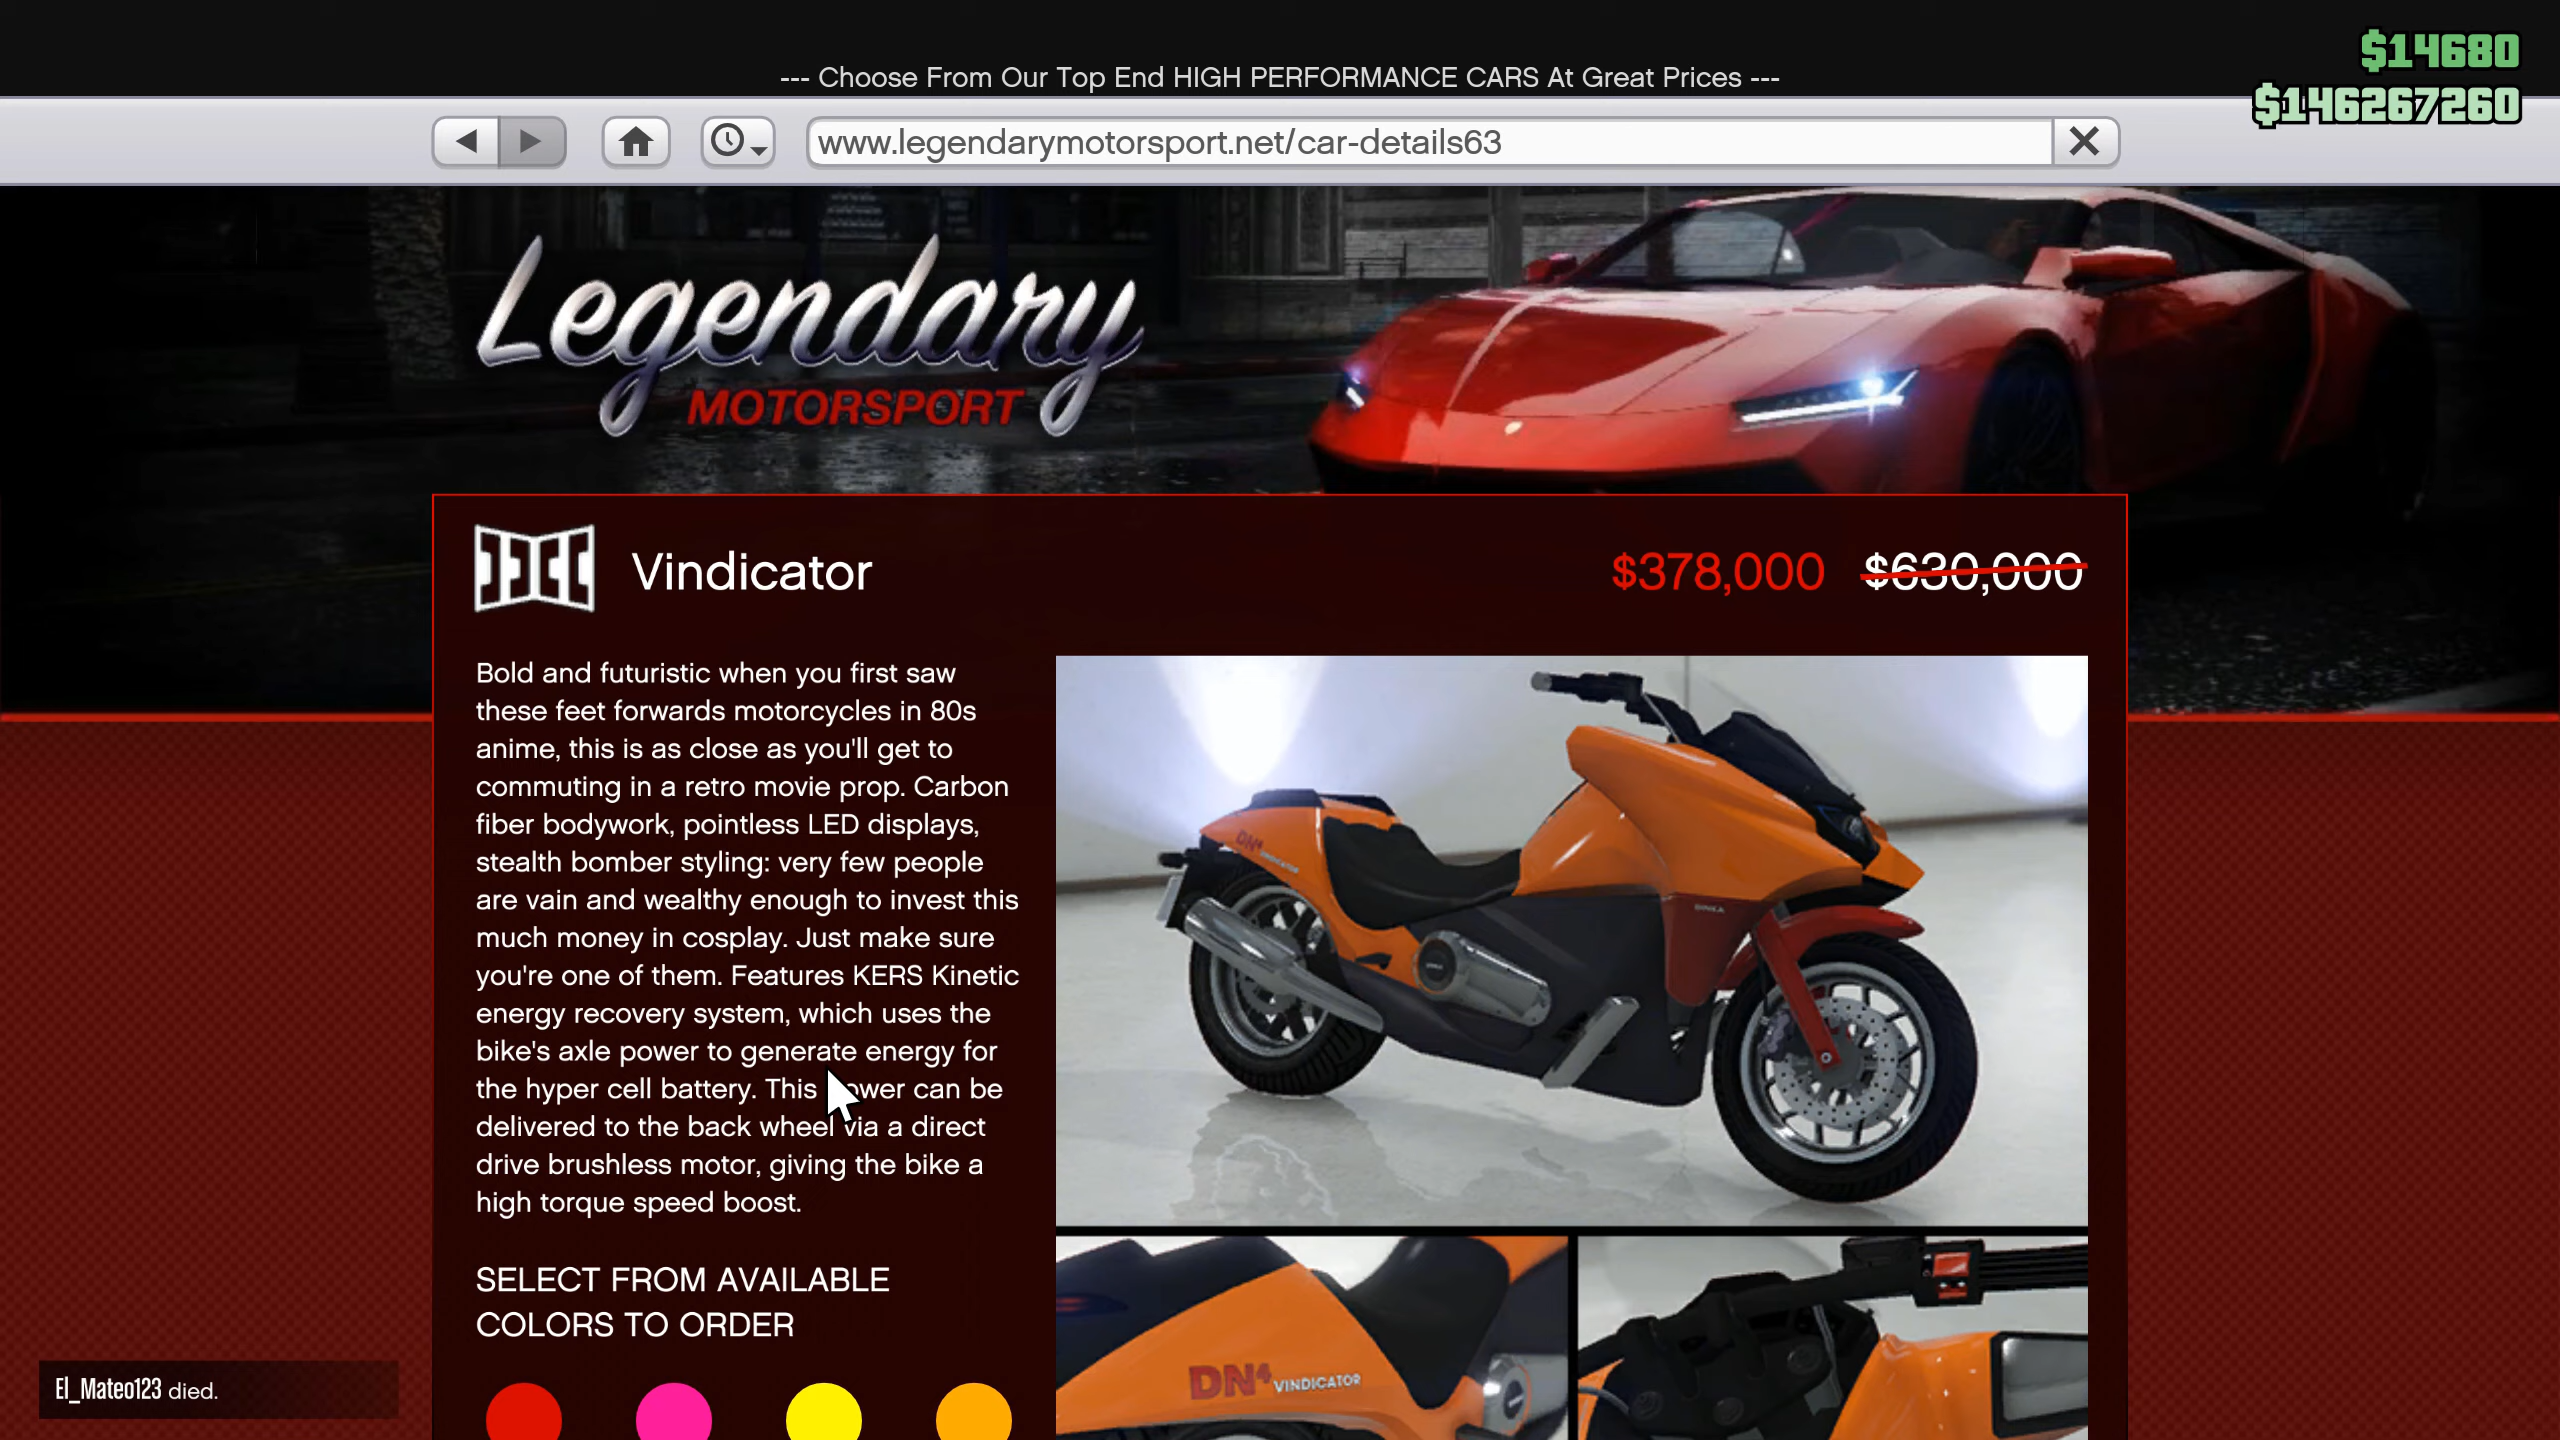 --- Choose From Our Top End HIGH PERFORMANCE CARS At Great Prices ---
$14680
$146267260
www.legendarymotorsport.net/car-details63
Legendary
MOTORSPORT
Vindicator
$378,000 $630,000
Bold and futuristic when you first saw
these feet forwards motorcycles in 80s
anime, this is as close as you'll get to
commuting in a retro movie prop. Carbon
fiber bodywork, pointless LED displays,
stealth bomber styling: very few people
are vain and wealthy enough to invest this
much money in cosplay. Just make sure
you're one of them. Features KERS Kinetic
energy recovery system, which uses the
bike's axle power to generate energy for
the hyper cell battery. This power can be
delivered to the back wheel via a direct
drive brushless motor, giving the bike a
high torque speed boost.
SELECT FROM AVAILABLE
COLORS TO ORDER
DN4 VINDICATOR
DINKA
DN4 VINDICATOR
El_Mateo123 died.